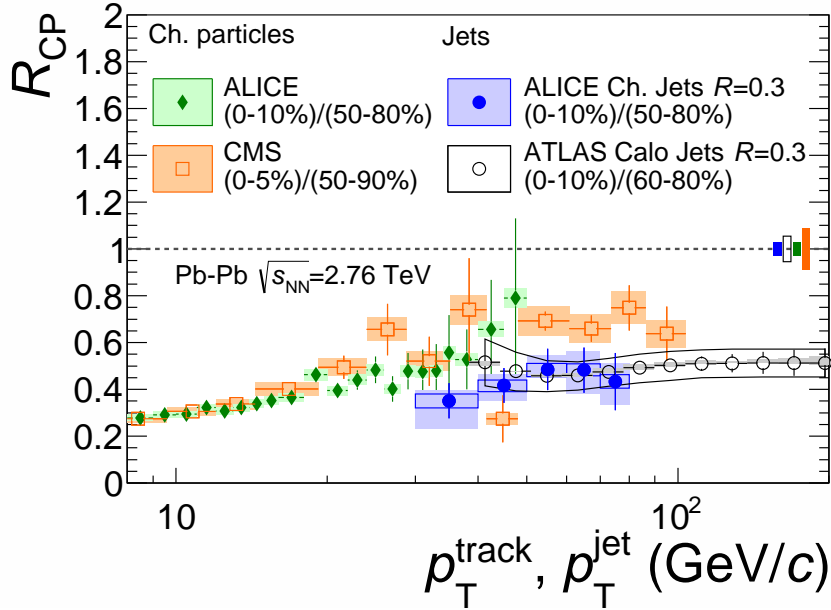 R_CP
2
1.8
1.6
1.4
1.2
1
0.8
0.6
0.4
0.2
0
Ch. particles
ALICE
(0-10%)/(50-80%)
CMS
(0-5%)/(50-90%)
Jets
ALICE Ch. Jets R=0.3
(0-10%)/(50-80%)
ATLAS Calo Jets R=0.3
(0-10%)/(60-80%)
Pb-Pb √s_NN=2.76 TeV
10
10²
p_T^track, p_T^jet (GeV/c)